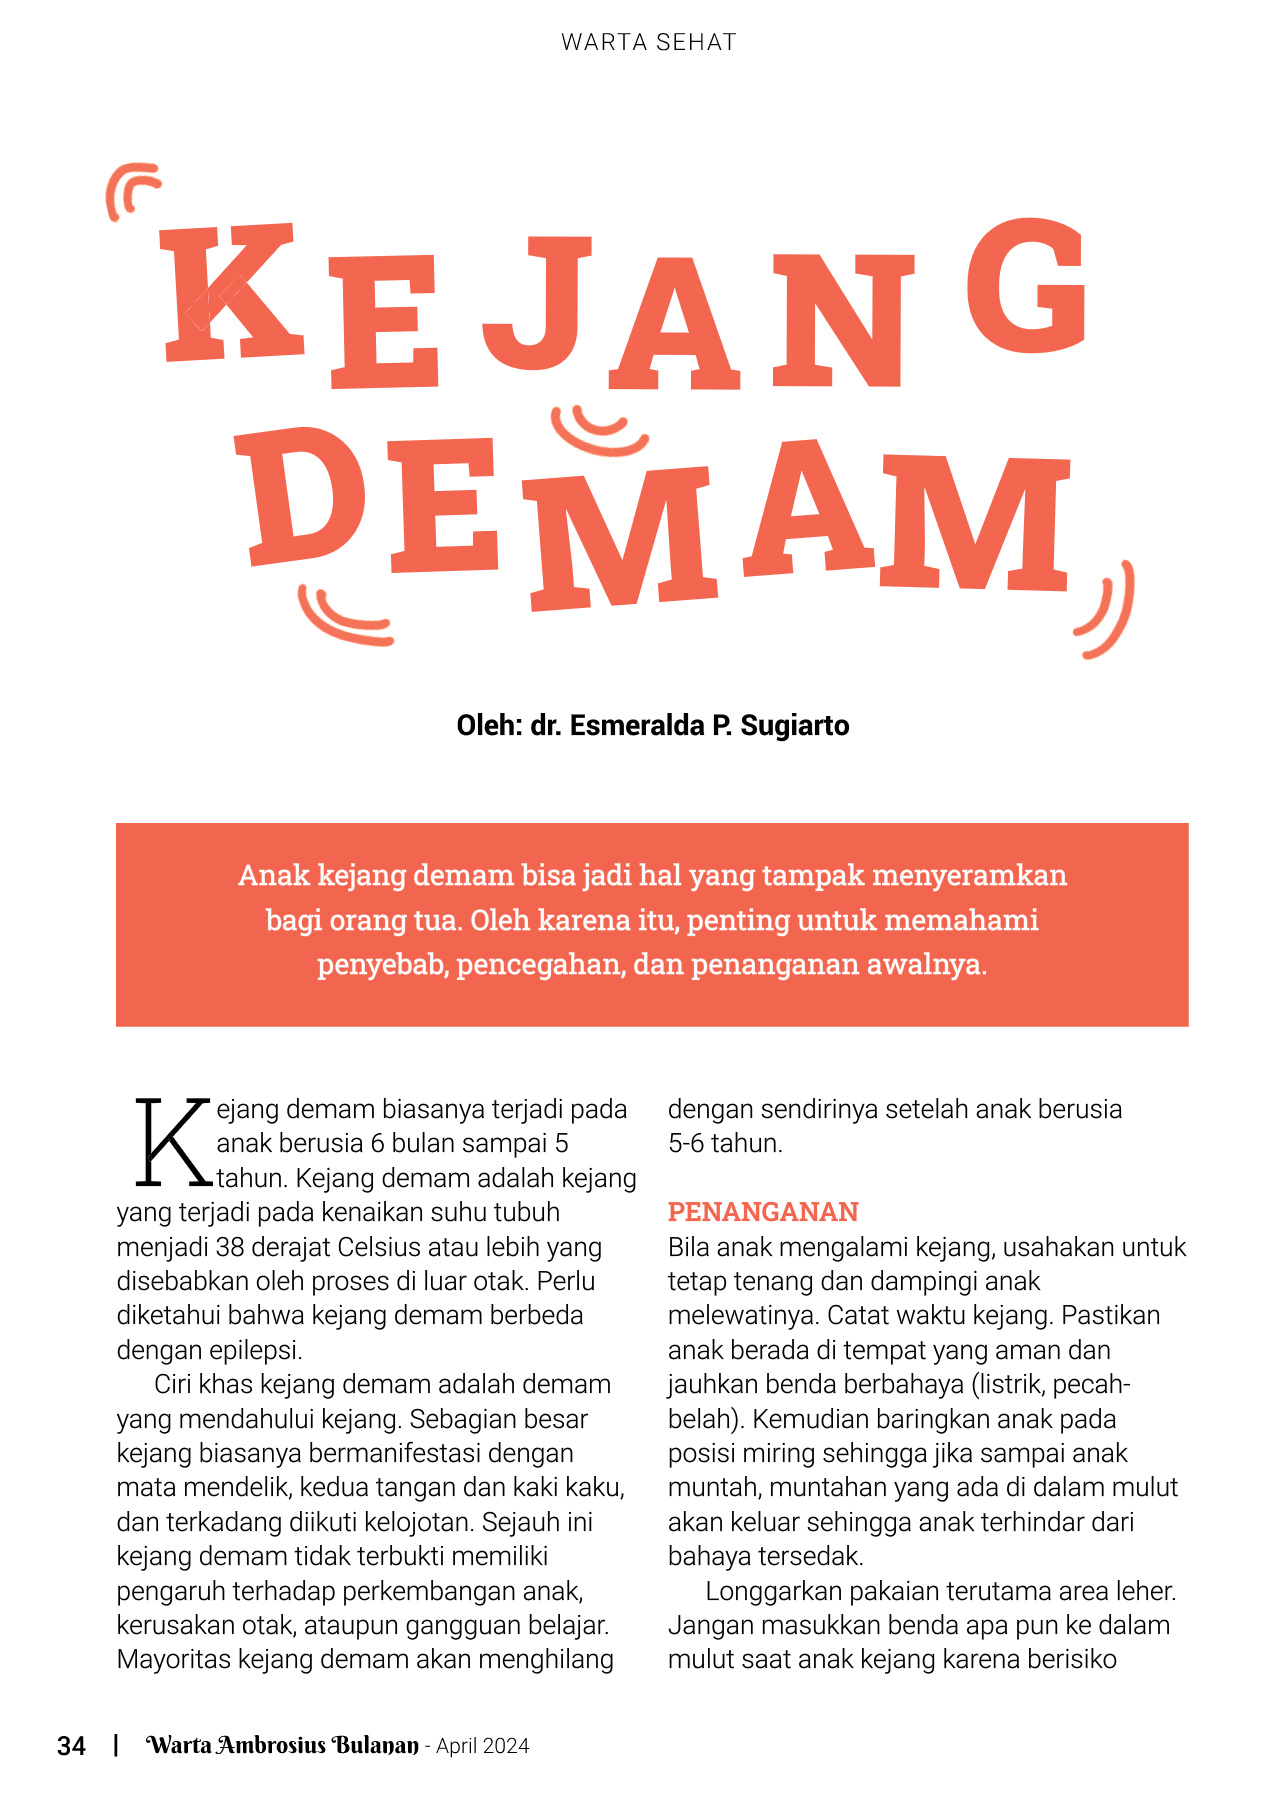 WARTA SEHAT
KEJANG
DEMAM
Oleh: dr. Esmeralda P. Sugiarto
Anak kejang demam bisa jadi hal yang tampak menyeramkan
bagi orang tua. Oleh karena itu, penting untuk memahami
penyebab, pencegahan, dan penanganan awalnya.
Kejang demam biasanya terjadi pada
anak berusia 6 bulan sampai 5
tahun. Kejang demam adalah kejang
yang terjadi pada kenaikan suhu tubuh
menjadi 38 derajat Celsius atau lebih yang
disebabkan oleh proses di luar otak. Perlu
diketahui bahwa kejang demam berbeda
dengan epilepsi.
Ciri khas kejang demam adalah demam
yang mendahului kejang. Sebagian besar
kejang biasanya bermanifestasi dengan
mata mendelik, kedua tangan dan kaki kaku,
dan terkadang diikuti kelojotan. Sejauh ini
kejang demam tidak terbukti memiliki
pengaruh terhadap perkembangan anak,
kerusakan otak, ataupun gangguan belajar.
Mayoritas kejang demam akan menghilang
dengan sendirinya setelah anak berusia
5-6 tahun.
PENANGANAN
Bila anak mengalami kejang, usahakan untuk
tetap tenang dan dampingi anak
melewatinya. Catat waktu kejang. Pastikan
anak berada di tempat yang aman dan
jauhkan benda berbahaya (listrik, pecah-
belah). Kemudian baringkan anak pada
posisi miring sehingga jika sampai anak
muntah, muntahan yang ada di dalam mulut
akan keluar sehingga anak terhindar dari
bahaya tersedak.
Longgarkan pakaian terutama area leher.
Jangan masukkan benda apa pun ke dalam
mulut saat anak kejang karena berisiko
34 | Warta Ambrosius Bulanan - April 2024